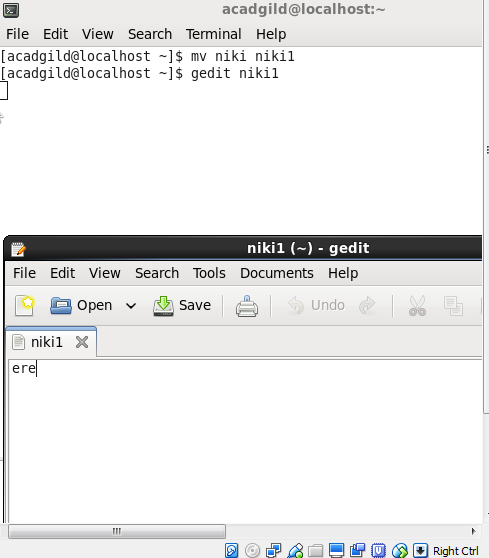 acadgild@localhost:~
File Edit View Search Terminal Help
[acadgild@localhost ~]$ mv niki niki1
[acadgild@localhost ~]$ gedit niki1
niki1 (~) - gedit
File Edit View Search Tools Documents Help
Open Save Undo
niki1
ere
Right Ctrl